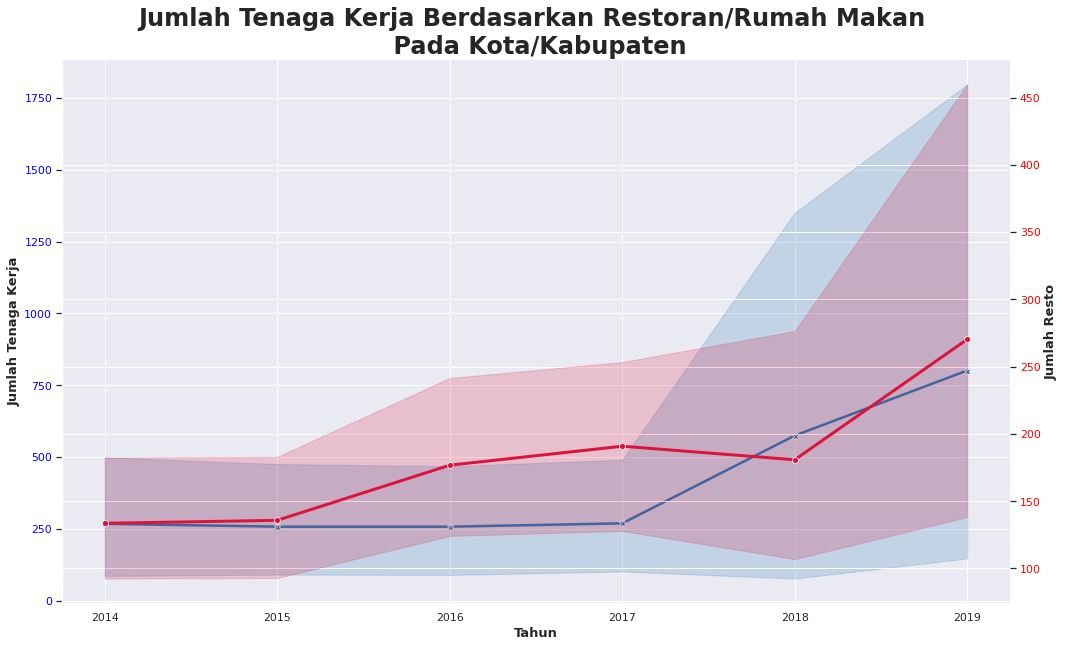 Jumlah Tenaga Kerja Berdasarkan Restoran/Rumah Makan
Pada Kota/Kabupaten
1750
1500
1250
1000
750
500
250
0
Jumlah Tenaga Kerja
450
400
350
300
250
200
150
100
Jumlah Resto
2014 2015 2016 2017 2018 2019
Tahun